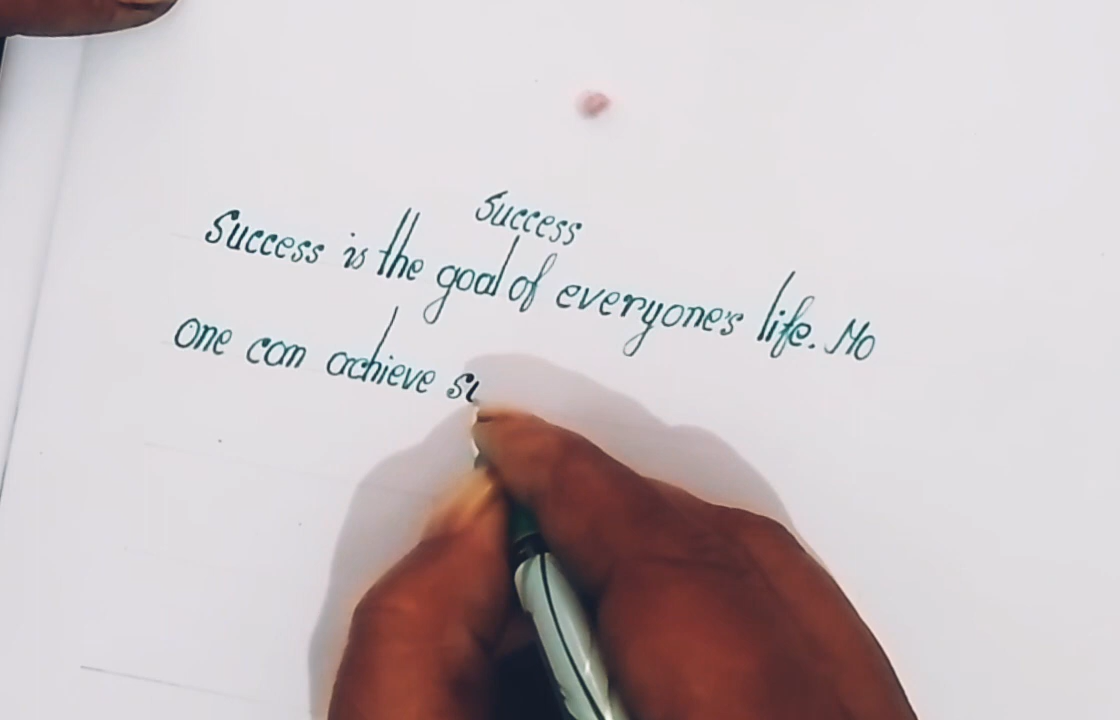 Success
Success is the goal of everyone's life. No
one can achieve su